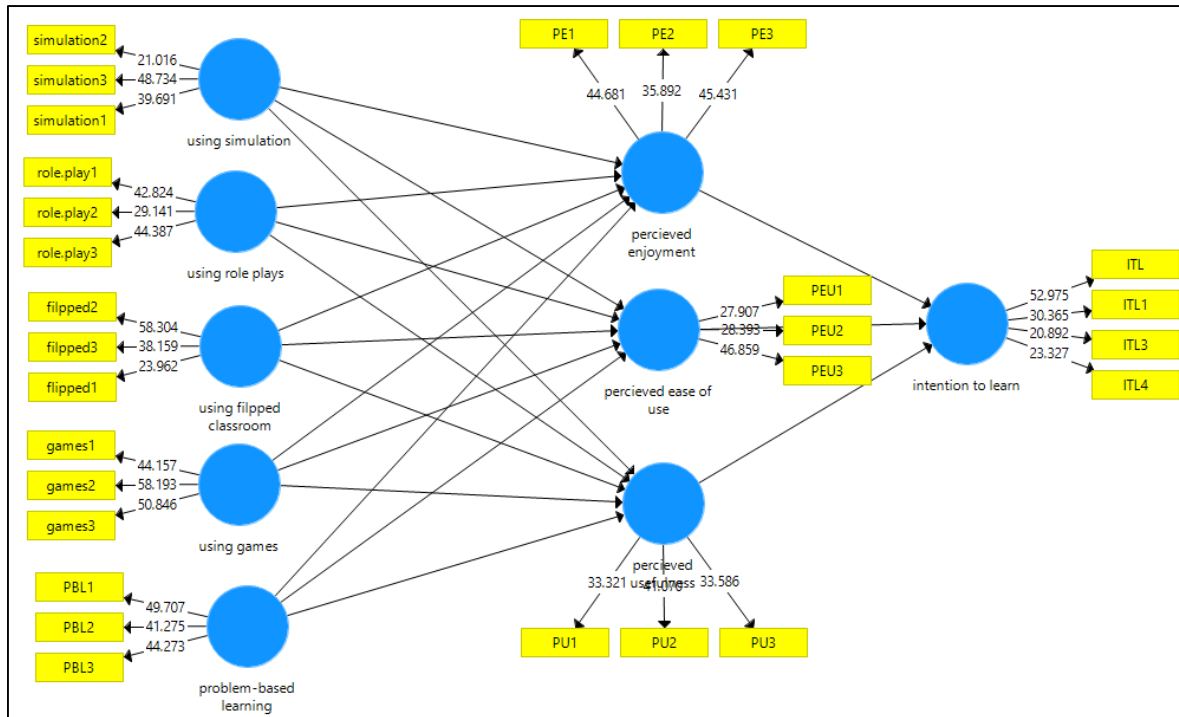 simulation2
simulation3
simulation1
21.016
48.734
39.691
using simulation
role.play1
role.play2
role.play3
42.824
29.141
44.387
using role plays
filpped2
filpped3
flipped1
58.304
38.159
23.962
using filpped
classroom
games1
games2
games3
44.157
58.193
50.846
using games
PBL1
PBL2
PBL3
49.707
41.275
44.273
problem-based
learning
PE1
PE2
PE3
44.681
35.892
45.431
percieved
enjoyment
PEU1
PEU2
PEU3
27.907
28.393
46.859
percieved ease of
use
percieved
usefulness
33.321
41.070
33.586
PU1
PU2
PU3
intention to learn
52.975
30.365
20.892
23.327
ITL
ITL1
ITL3
ITL4